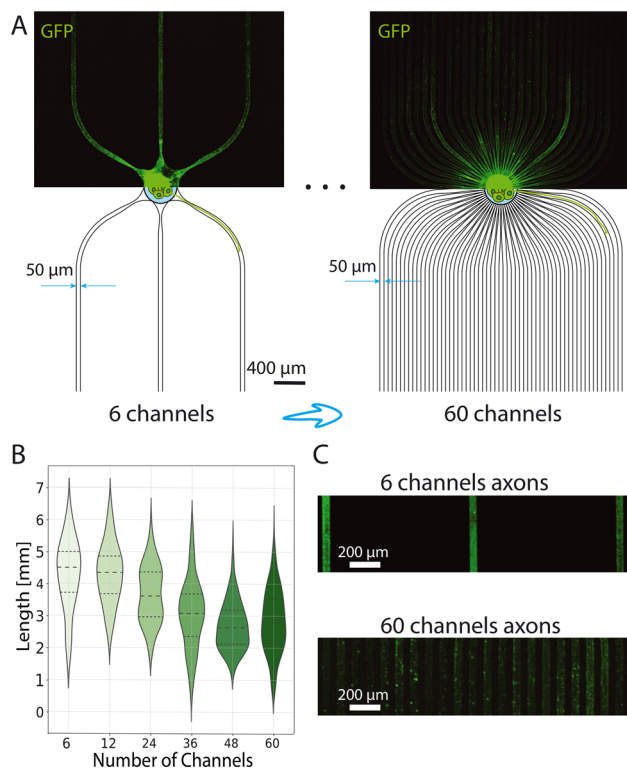 A
GFP
GFP
50 μm
50 μm
400 μm
6 channels
60 channels
B
C
7
6
5
4
3
2
1
0
Length [mm]
6 12 24 36 48 60
Number of Channels
6 channels axons
200 μm
60 channels axons
200 μm